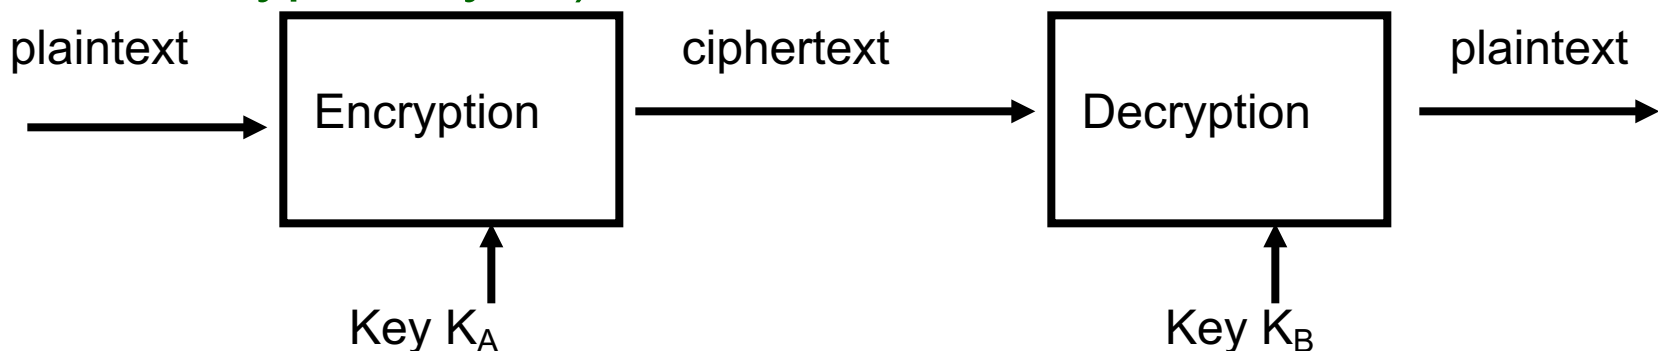 plaintext
ciphertext
plaintext
Encryption
Decryption
Key K_A
Key K_B